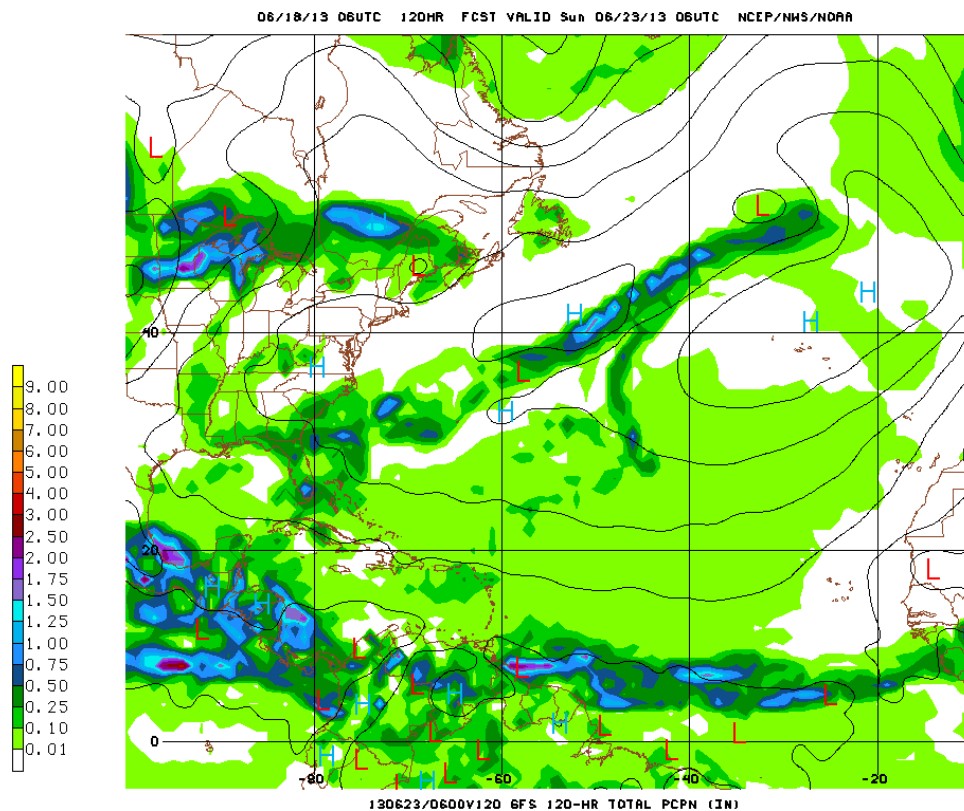 06/18/13 06UTC 120HR FCST VALID Sun 06/23/13 06UTC NCEP/NWS/NOAA
L
L
L
L
H
H
H
40
H
L
H
9.00
8.00
7.00
6.00
5.00
4.00
3.00
2.50
2.00
1.75
1.50
1.25
1.00
0.75
0.50
0.25
0.10
0.01
20
L
H
H
L
L
L
L
L
H
H
L
L
H
L
L
0
L
L
L
H
L
L
H
L
-80
-60
-40
-20
130623/0600V120 GFS 120-HR TOTAL PCPN (IN)